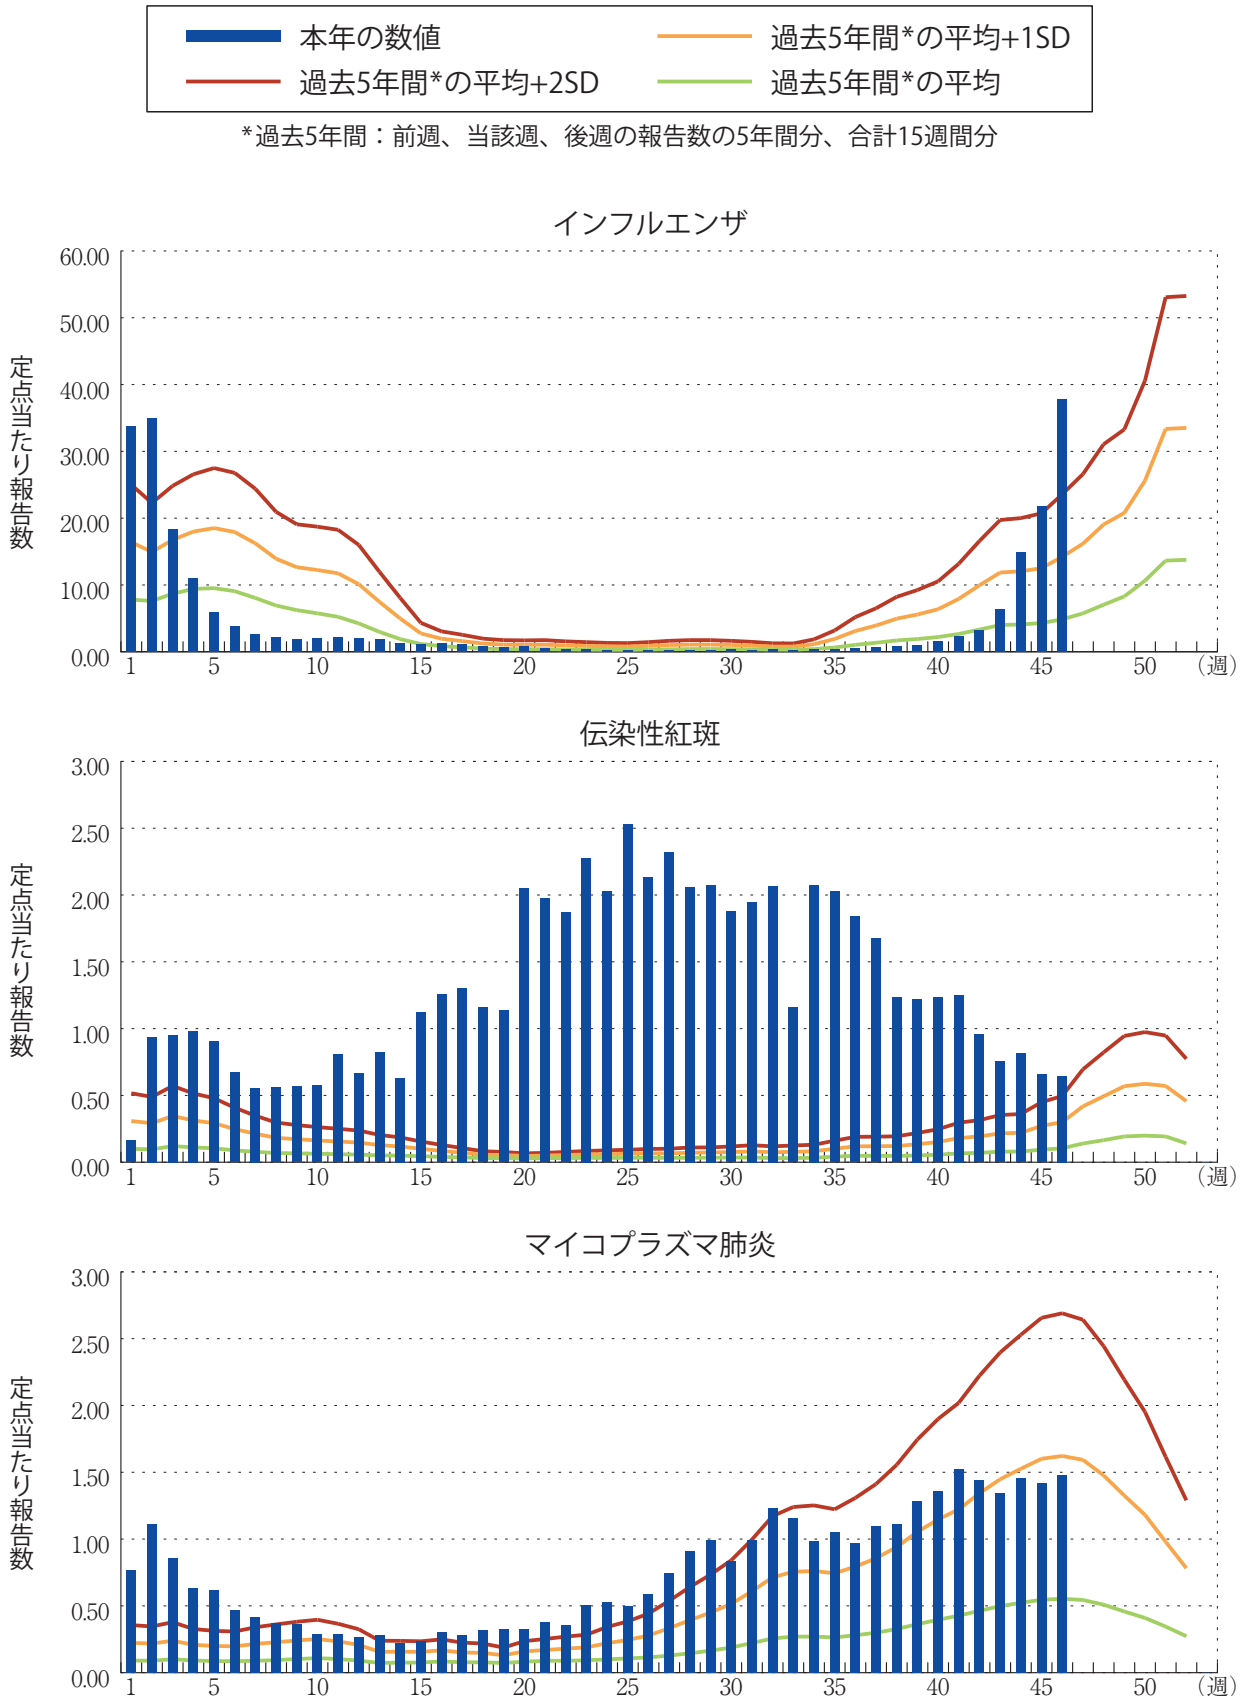 本年の数値
過去5年間*の平均+1SD
過去5年間*の平均+2SD
過去5年間*の平均
*過去5年間：前週、当該週、後週の報告数の5年間分、合計15週間分
インフルエンザ
定点当たり報告数
60.00
50.00
40.00
30.00
20.00
10.00
0.00
1 5 10 15 20 25 30 35 40 45 50 （週）
伝染性紅斑
定点当たり報告数
3.00
2.50
2.00
1.50
1.00
0.50
0.00
1 5 10 15 20 25 30 35 40 45 50 （週）
マイコプラズマ肺炎
定点当たり報告数
3.00
2.50
2.00
1.50
1.00
0.50
0.00
1 5 10 15 20 25 30 35 40 45 50 （週）